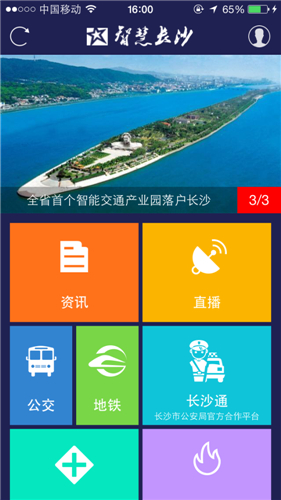 中国移动
16:00
65%
智慧长沙
全省首个智能交通产业园落户长沙
3/3
资讯
直播
公交
地铁
长沙通
长沙市公安局官方合作平台